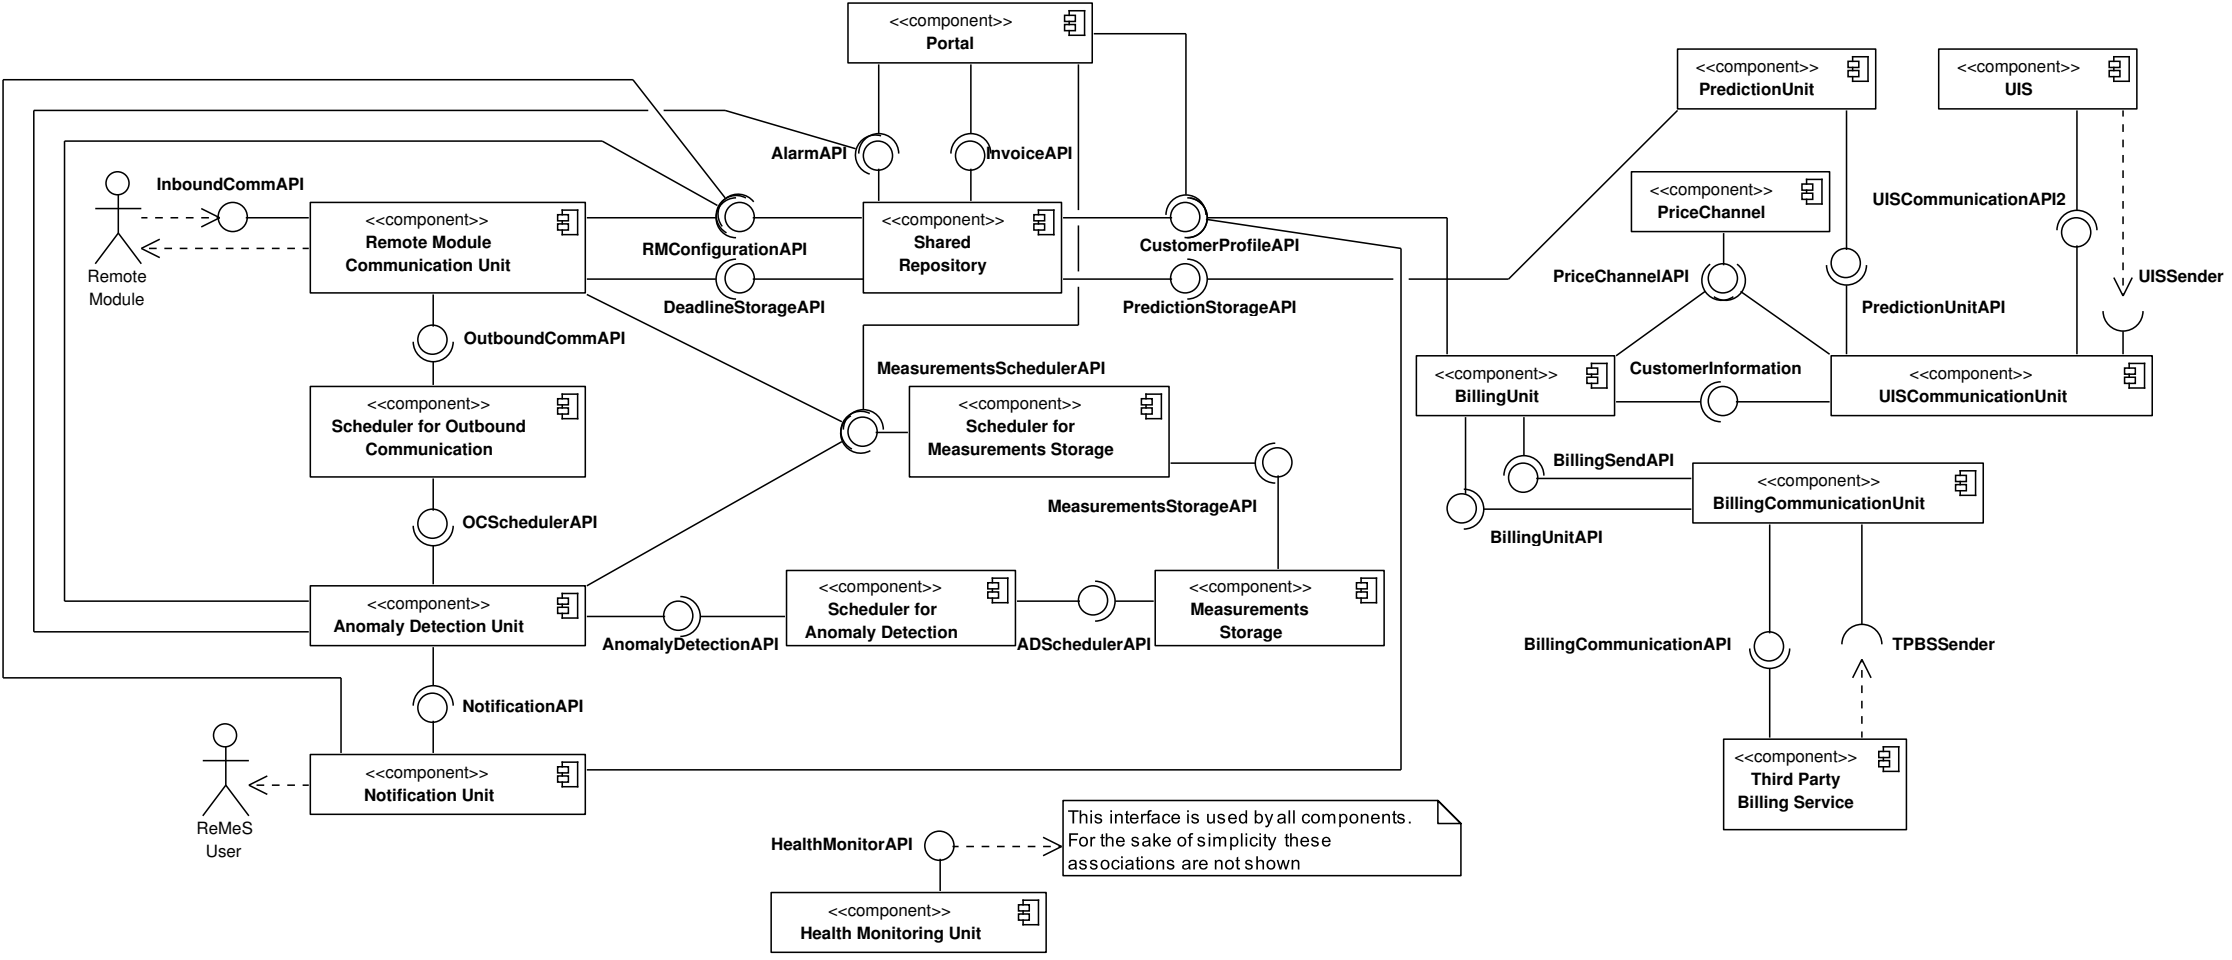 <<component>>
Portal
<<component>>
PredictionUnit
<<component>>
UIS
AlarmAPI
InvoiceAPI
InboundCommAPI
<<component>>
PriceChannel
UISCommunicationAPI2
<<component>>
Remote Module
Communication Unit
RMConfigurationAPI
<<component>>
Shared
Repository
CustomerProfileAPI
Remote
Module
PriceChannelAPI
UISSender
DeadlineStorageAPI
PredictionStorageAPI
PredictionUnitAPI
OutboundCommAPI
MeasurementsSchedulerAPI
<<component>>
BillingUnit
CustomerInformation
<<component>>
UISCommunicationUnit
<<component>>
Scheduler for Outbound
Communication
<<component>>
Scheduler for
Measurements Storage
BillingSendAPI
<<component>>
BillingCommunicationUnit
MeasurementsStorageAPI
OCSchedulerAPI
BillingUnitAPI
<<component>>
Anomaly Detection Unit
AnomalyDetectionAPI
<<component>>
Scheduler for
Anomaly Detection
ADSchedulerAPI
<<component>>
Measurements
Storage
BillingCommunicationAPI
TPBSSender
NotificationAPI
<<component>>
Notification Unit
<<component>>
Third Party
Billing Service
ReMeS
User
HealthMonitorAPI
This interface is used by all components.
For the sake of simplicity these
associations are not shown
<<component>>
Health Monitoring Unit